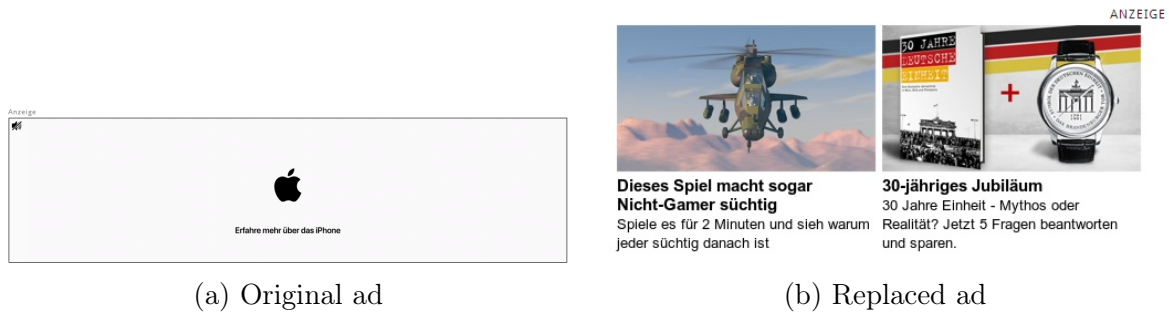 Anzeige
Erfahre mehr über das iPhone
(a) Original ad
ANZEIGE
30 JAHRE
DEUTSCHE
EINHEIT
+
Dieses Spiel macht sogar
Nicht-Gamer süchtig
Spiele es für 2 Minuten und sieh warum
jeder süchtig danach ist
30-jähriges Jubiläum
30 Jahre Einheit - Mythos oder
Realität? Jetzt 5 Fragen beantworten
und sparen.
(b) Replaced ad